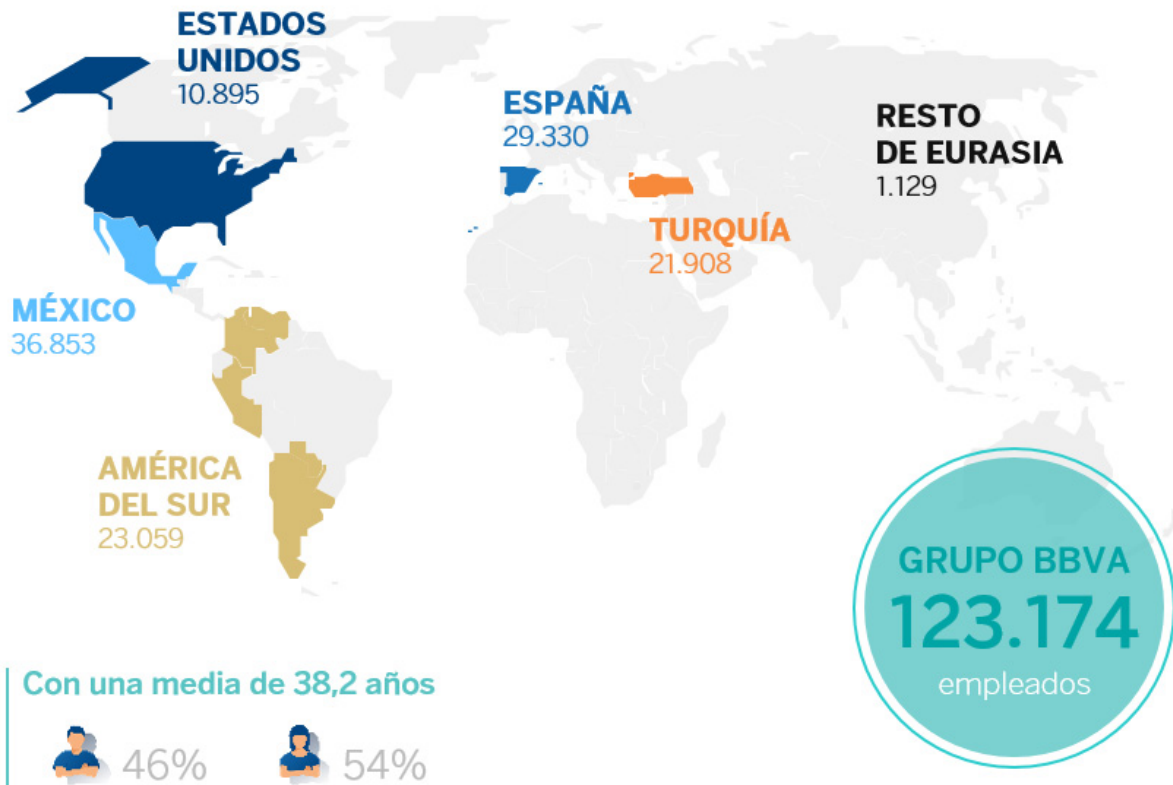 ESTADOS
UNIDOS
10.895
ESPAÑA
29.330
RESTO
DE EURASIA
1.129
TURQUÍA
21.908
MÉXICO
36.853
AMÉRICA
DEL SUR
23.059
GRUPO BBVA
123.174
empleados
Con una media de 38,2 años
46%
54%